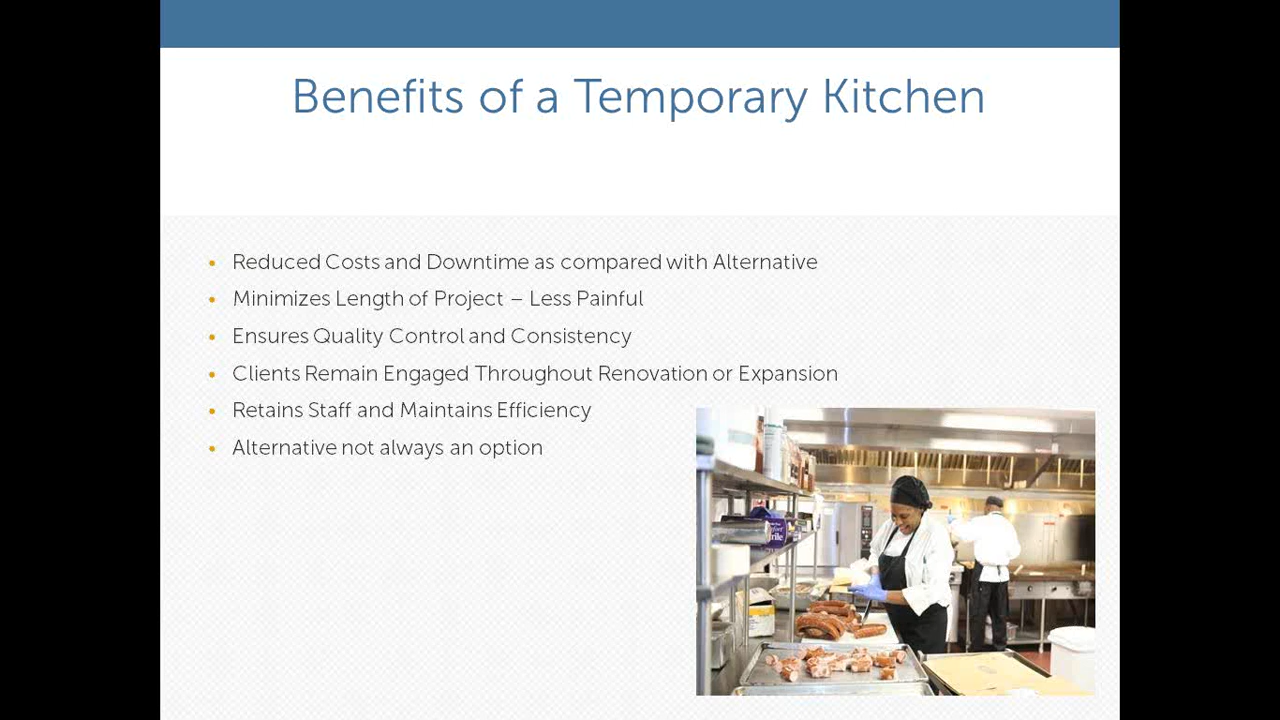 Benefits of a Temporary Kitchen
• Reduced Costs and Downtime as compared with Alternative
• Minimizes Length of Project – Less Painful
• Ensures Quality Control and Consistency
• Clients Remain Engaged Throughout Renovation or Expansion
• Retains Staff and Maintains Efficiency
• Alternative not always an option